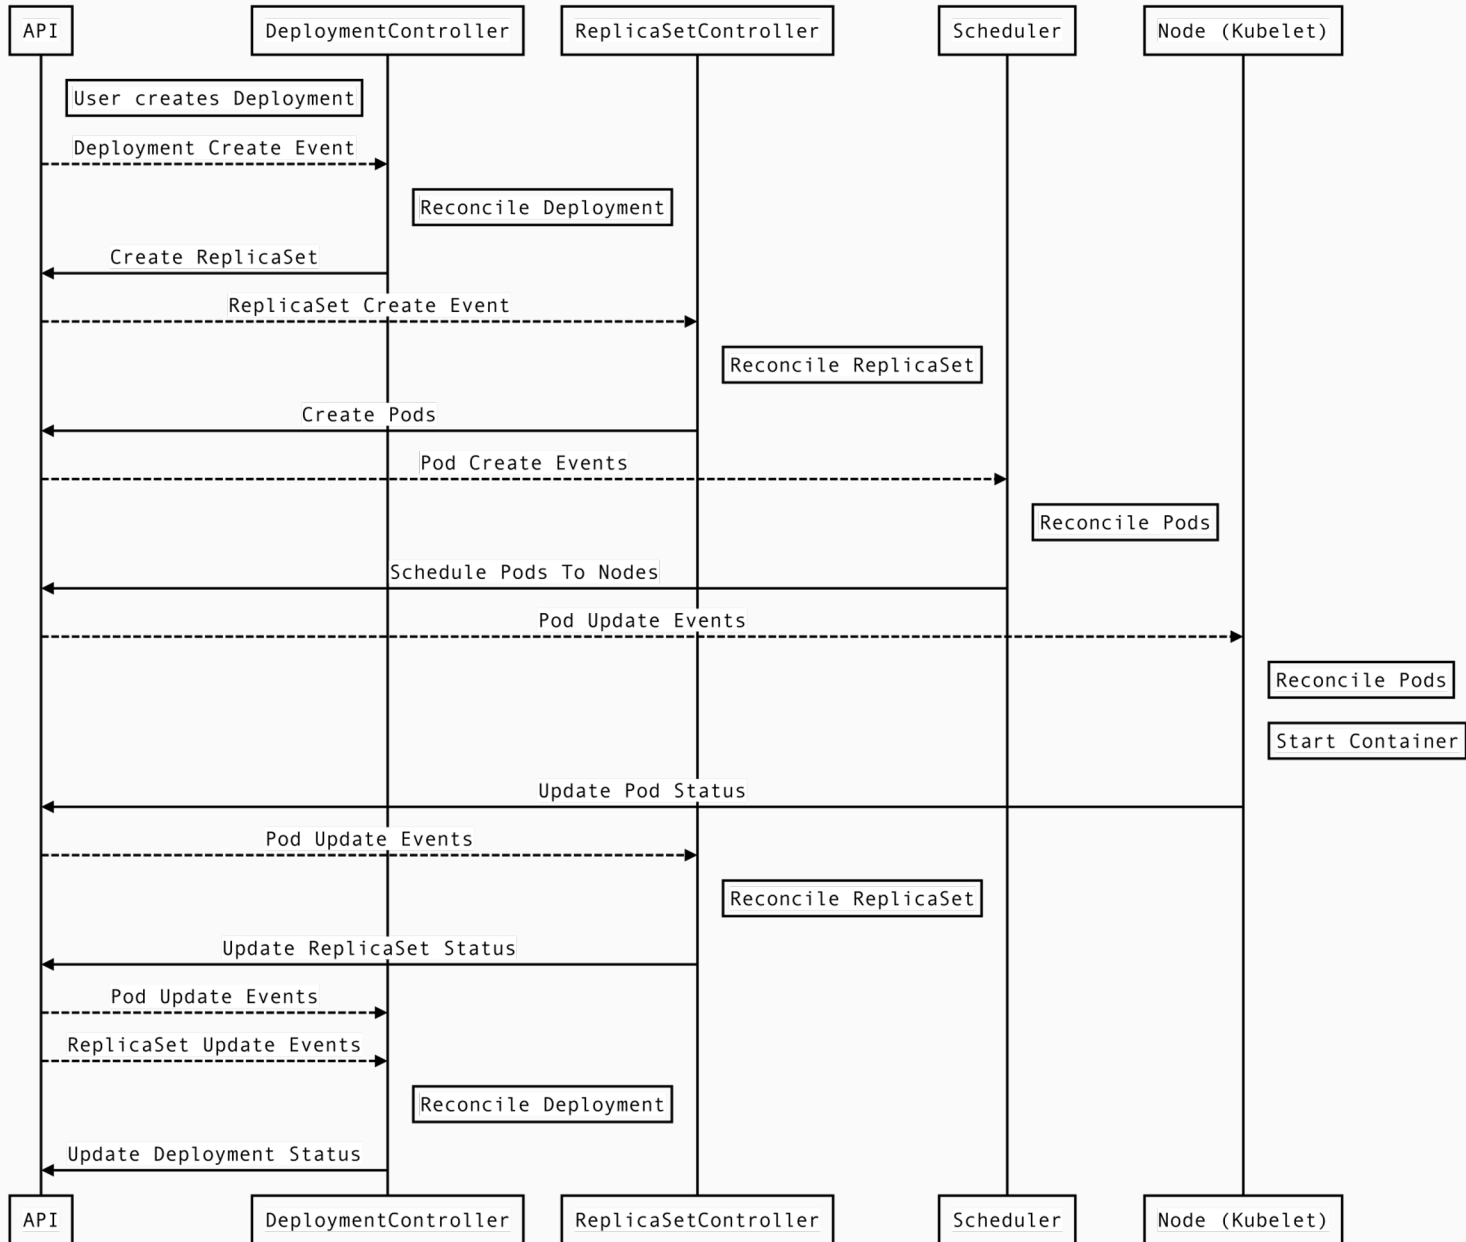 API
DeploymentController
ReplicaSetController
Scheduler
Node (Kubelet)
User creates Deployment
Deployment Create Event
Reconcile Deployment
Create ReplicaSet
ReplicaSet Create Event
Reconcile ReplicaSet
Create Pods
Pod Create Events
Reconcile Pods
Schedule Pods To Nodes
Pod Update Events
Reconcile Pods
Start Container
Update Pod Status
Pod Update Events
Reconcile ReplicaSet
Update ReplicaSet Status
Pod Update Events
ReplicaSet Update Events
Reconcile Deployment
Update Deployment Status
API
DeploymentController
ReplicaSetController
Scheduler
Node (Kubelet)